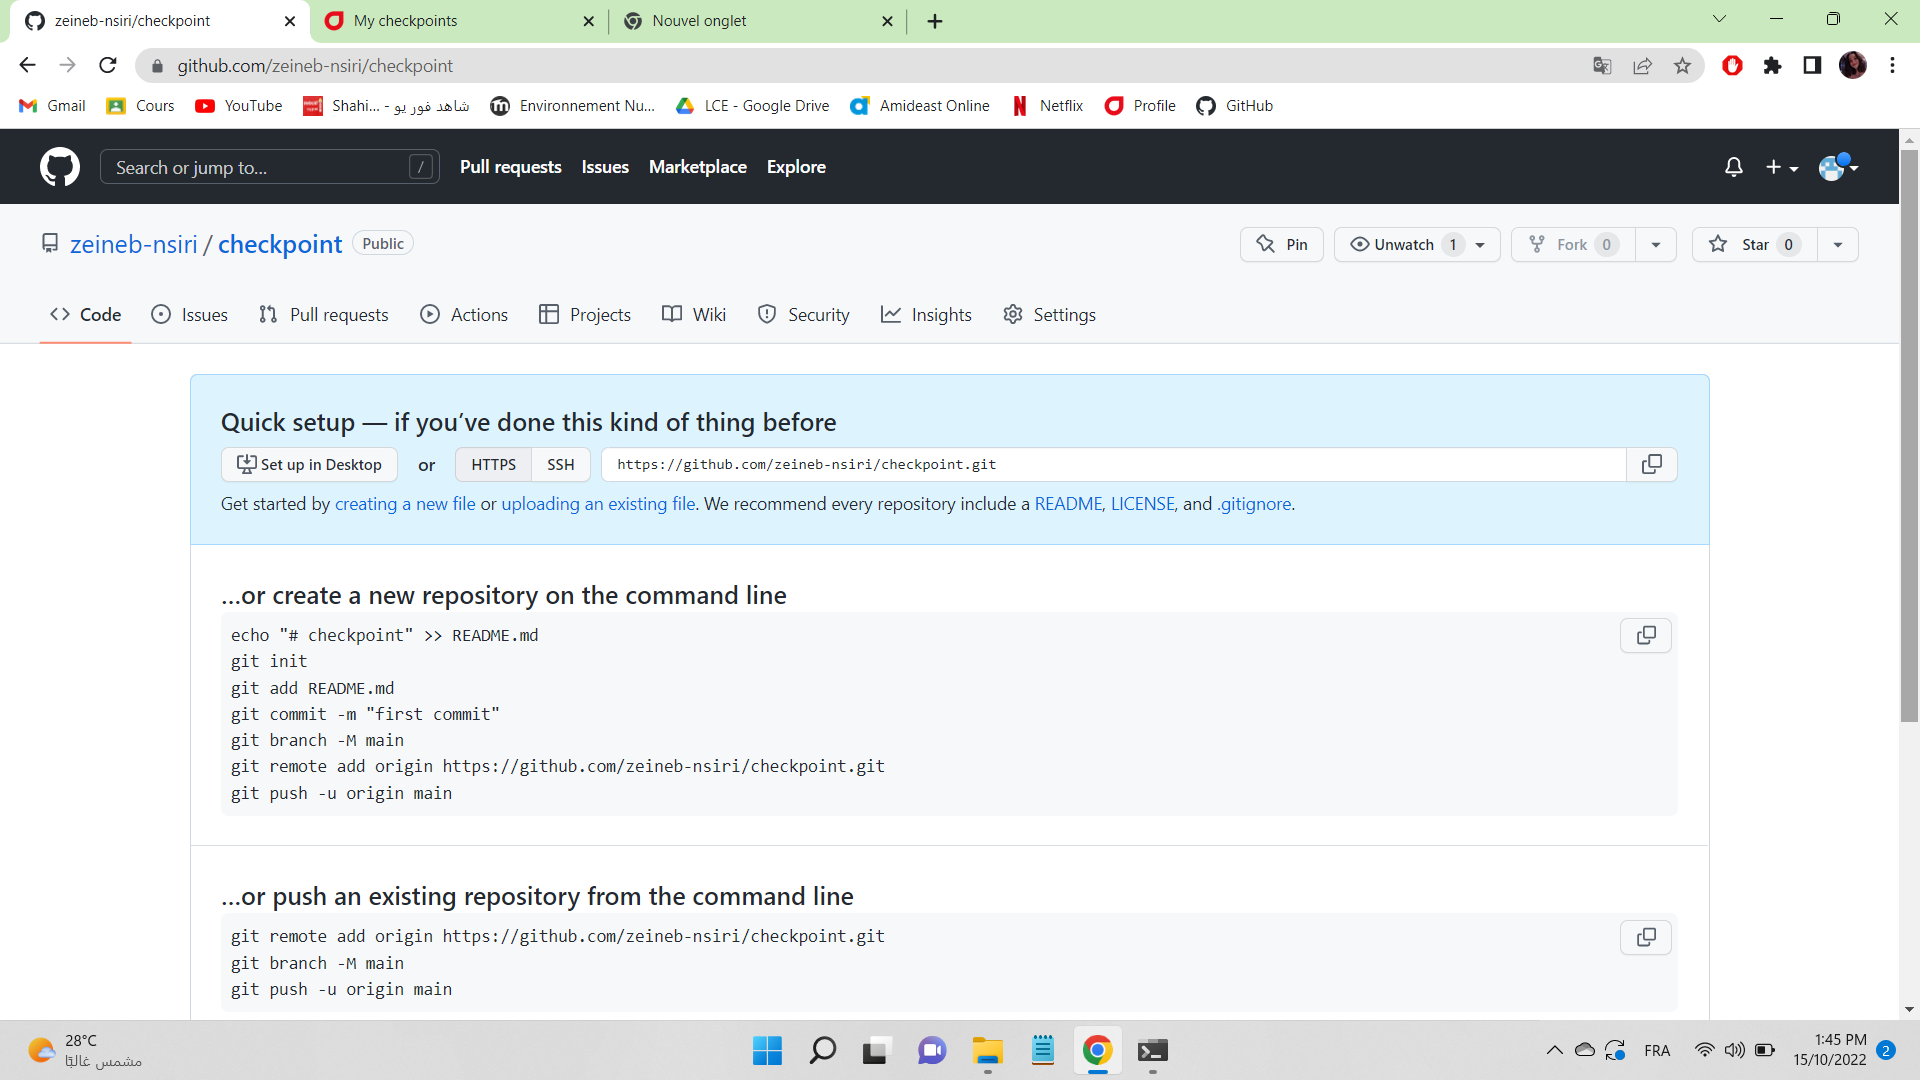 zeineb-nsiri/checkpoint
My checkpoints
Nouvel onglet
github.com/zeineb-nsiri/checkpoint
Gmail
Cours
YouTube
Shahi... - شاهد فور يو
Environnement Nu...
LCE - Google Drive
Amideast Online
Netflix
Profile
GitHub
Search or jump to... /
Pull requests
Issues
Marketplace
Explore
zeineb-nsiri / checkpoint Public
Pin
Unwatch 1
Fork 0
Star 0
Code
Issues
Pull requests
Actions
Projects
Wiki
Security
Insights
Settings
Quick setup — if you’ve done this kind of thing before
Set up in Desktop or HTTPS SSH https://github.com/zeineb-nsiri/checkpoint.git
Get started by creating a new file or uploading an existing file. We recommend every repository include a README, LICENSE, and .gitignore.
…or create a new repository on the command line
echo "# checkpoint" >> README.md
git init
git add README.md
git commit -m "first commit"
git branch -M main
git remote add origin https://github.com/zeineb-nsiri/checkpoint.git
git push -u origin main
…or push an existing repository from the command line
git remote add origin https://github.com/zeineb-nsiri/checkpoint.git
git branch -M main
git push -u origin main
28°C
مشمس غالبًا
FRA
1:45 PM
15/10/2022
2